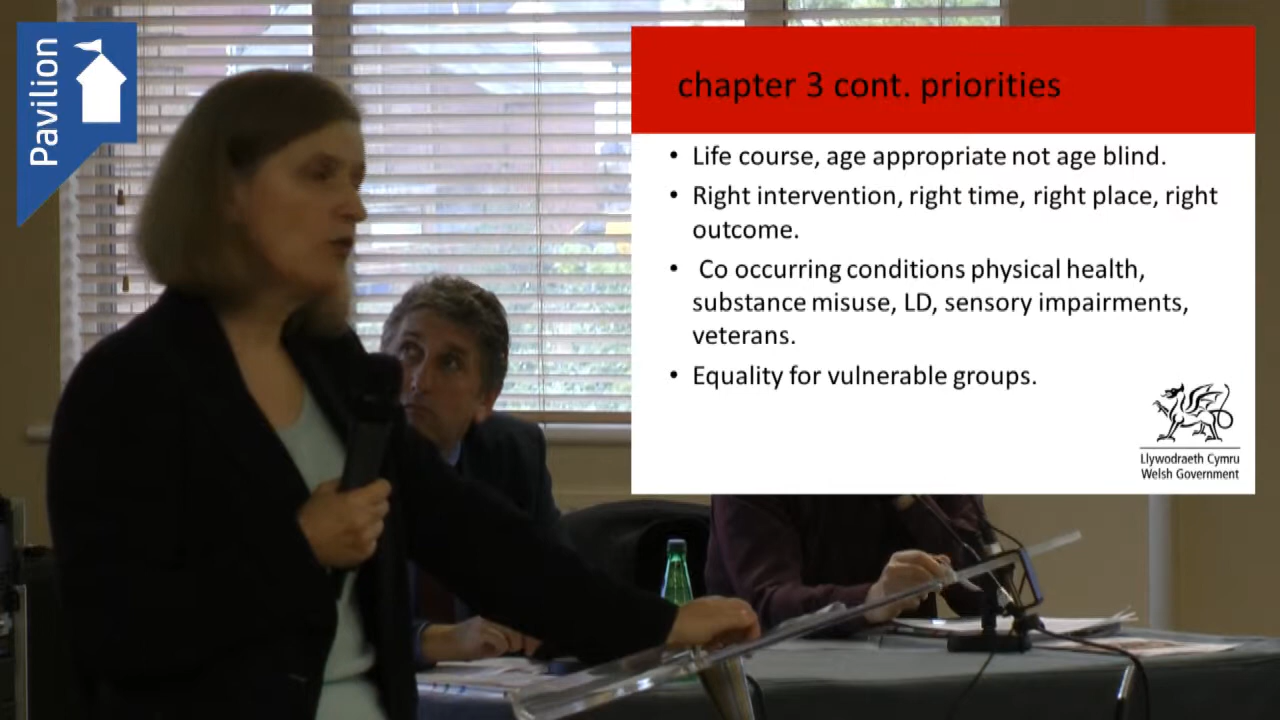 Pavilion
chapter 3 cont. priorities
• Life course, age appropriate not age blind.
• Right intervention, right time, right place, right
outcome.
• Co occurring conditions physical health,
substance misuse, LD, sensory impairments,
veterans.
• Equality for vulnerable groups.
Llywodraeth Cymru
Welsh Government